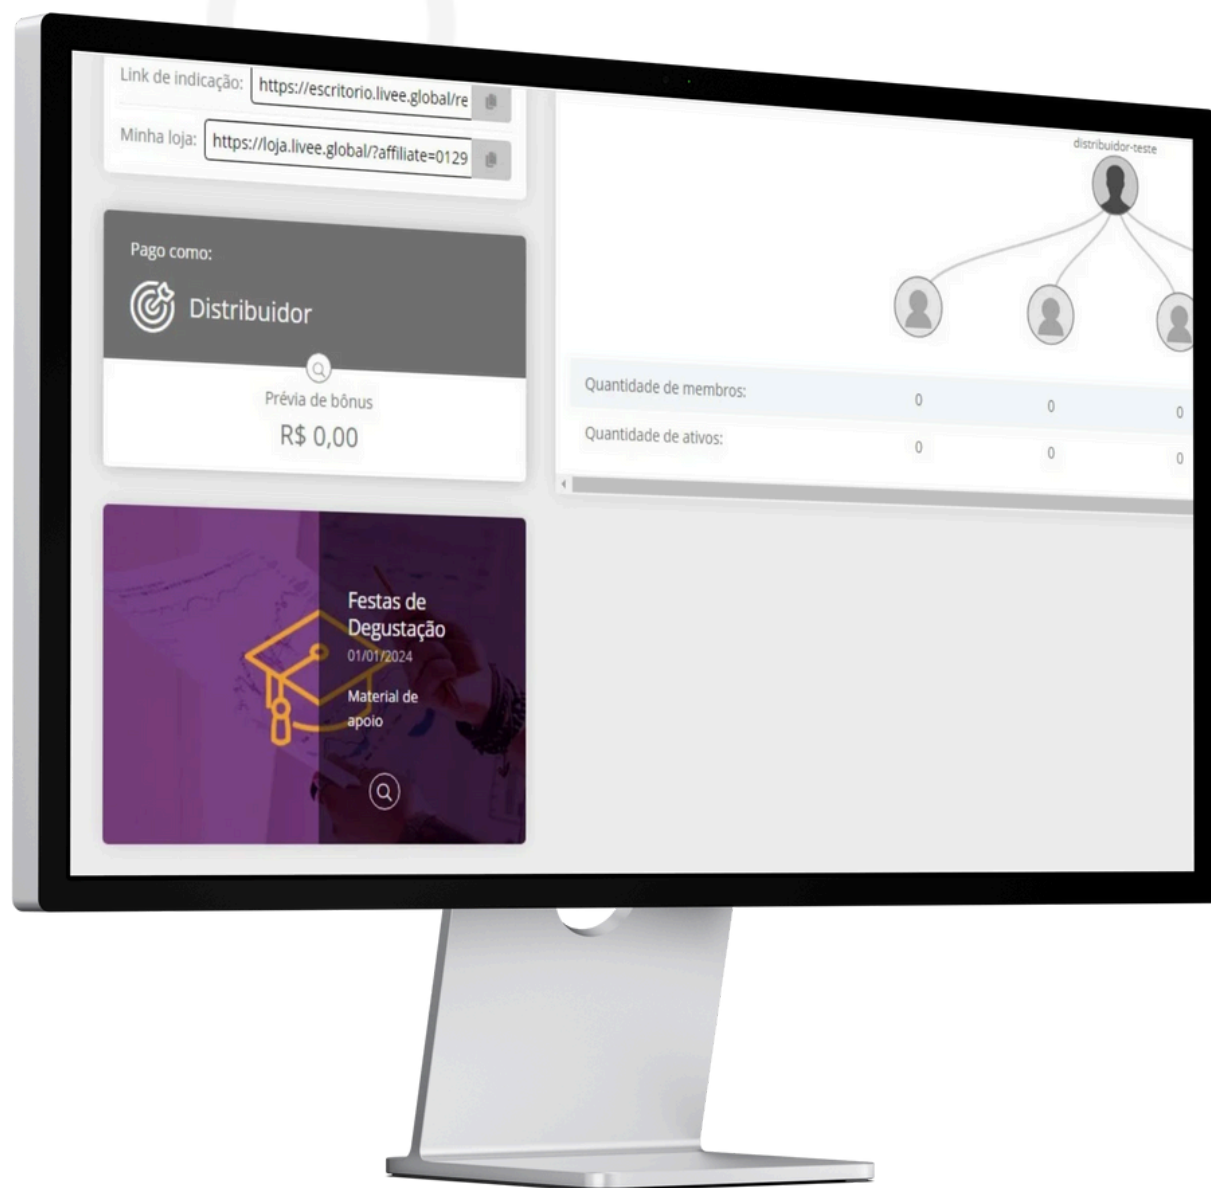 Link de indicação: https://escritorio.livee.global/re
Minha loja: https://loja.livee.global/?affiliate=0129
Pago como:
Distribuidor
Prévia de bônus
R$ 0,00
Festas de
Degustação
01/01/2024
Material de
apoio
distribuidor-teste
Quantidade de membros: 0 0 0
Quantidade de ativos: 0 0 0